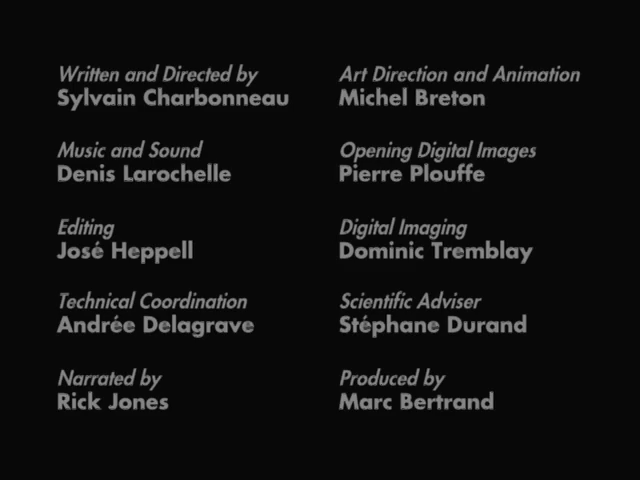 Written and Directed by
Sylvain Charbonneau
Art Direction and Animation
Michel Breton
Music and Sound
Denis Larochelle
Opening Digital Images
Pierre Plouffe
Editing
José Heppell
Digital Imaging
Dominic Tremblay
Technical Coordination
Andrée Delagrave
Scientific Adviser
Stéphane Durand
Narrated by
Rick Jones
Produced by
Marc Bertrand